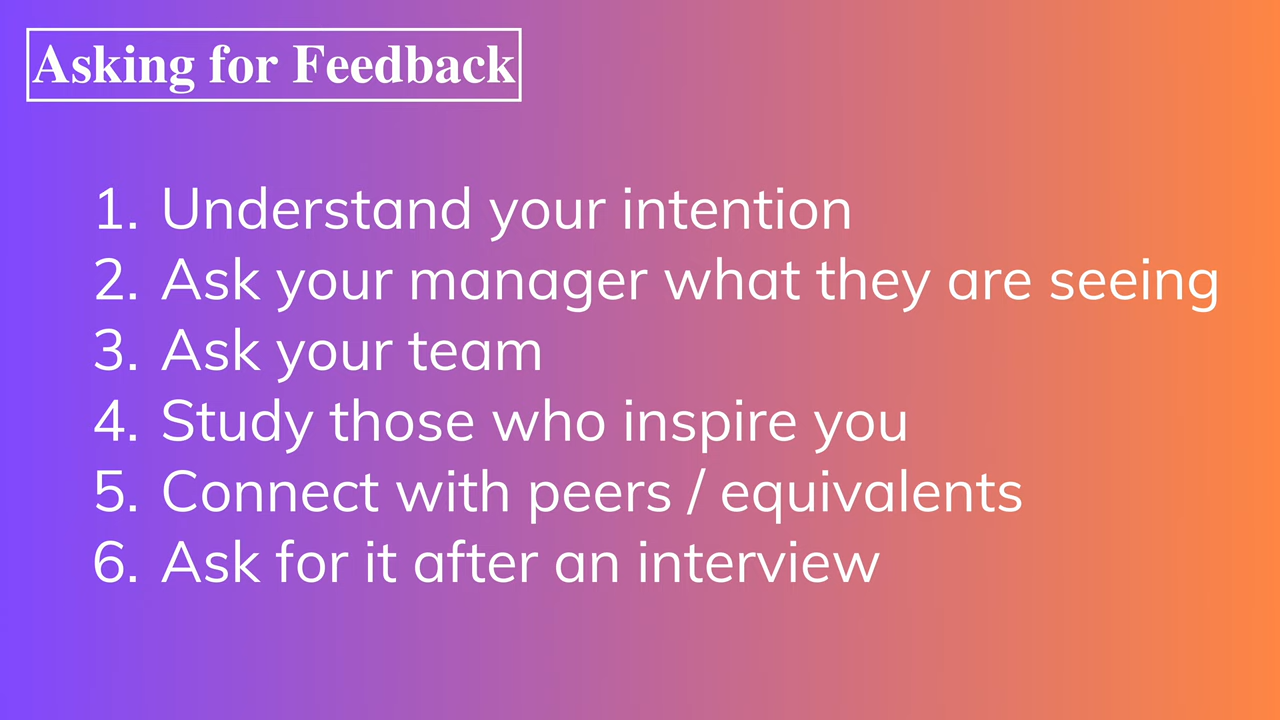 Asking for Feedback
1. Understand your intention
2. Ask your manager what they are seeing
3. Ask your team
4. Study those who inspire you
5. Connect with peers / equivalents
6. Ask for it after an interview